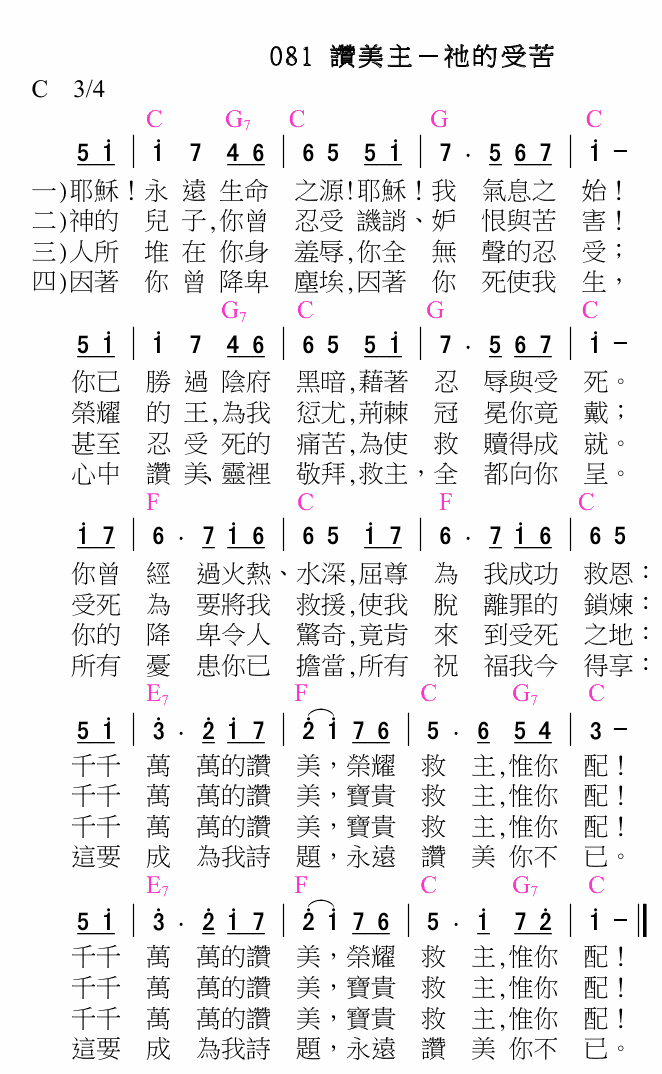 081 讚美主－祂的受苦
C 3/4
C G7 C G C
5 i | i 7 4 6 | 6 5 5 i | 7 . 5 6 7 | i －
一)耶穌！永遠生命 之源！耶穌！我 氣息之 始！
二)神的 兒子,你曾 忍受 譏誚、妒 恨與苦 害！
三)人所 堆在你身 羞辱,你全 無 聲的忍 受；
四)因著 你曾降卑 塵埃,因著 你 死使我 生，
G7 C G C
5 i | i 7 4 6 | 6 5 5 i | 7 . 5 6 7 | i －
你已 勝過陰府 黑暗,藉著 忍 辱與受 死。
榮耀 的王,為我 愆尤,荊棘 冠 冕你竟 戴；
甚至 忍受死的 痛苦,為使 救 贖得成 就。
心中 讚美、靈裡 敬拜,救主，全 都向你 呈。
F C F C
i 7 | 6 . 7 i 6 | 6 5 i 7 | 6 . 7 i 6 | 6 5
你曾 經 過火熱、水深,屈尊 為 我成功 救恩：
受死 為 要將我 救援,使我 脫 離罪的 鎖煉：
你的 降 卑令人 驚奇,竟肯 來 到受死 之地：
所有 憂 患你已 擔當,所有 祝 福我今 得享：
E7 F C G7 C
5 i | 3̇ . 2̇ i 7 | 2̇ i 7 6 | 5 . 6 5 4 | 3 －
千千 萬 萬的讚 美，榮耀 救 主,惟你 配！
千千 萬 萬的讚 美，寶貴 救 主,惟你 配！
千千 萬 萬的讚 美，寶貴 救 主,惟你 配！
這要 成 為我詩 題，永遠 讚 美你不 已。
E7 F C G7 C
5 i | 3̇ . 2̇ i 7 | 2̇ i 7 6 | 5 . i 7 2̇ | i －
千千 萬 萬的讚 美，榮耀 救 主,惟你 配！
千千 萬 萬的讚 美，寶貴 救 主,惟你 配！
千千 萬 萬的讚 美，寶貴 救 主,惟你 配！
這要 成 為我詩 題，永遠 讚 美你不 已。